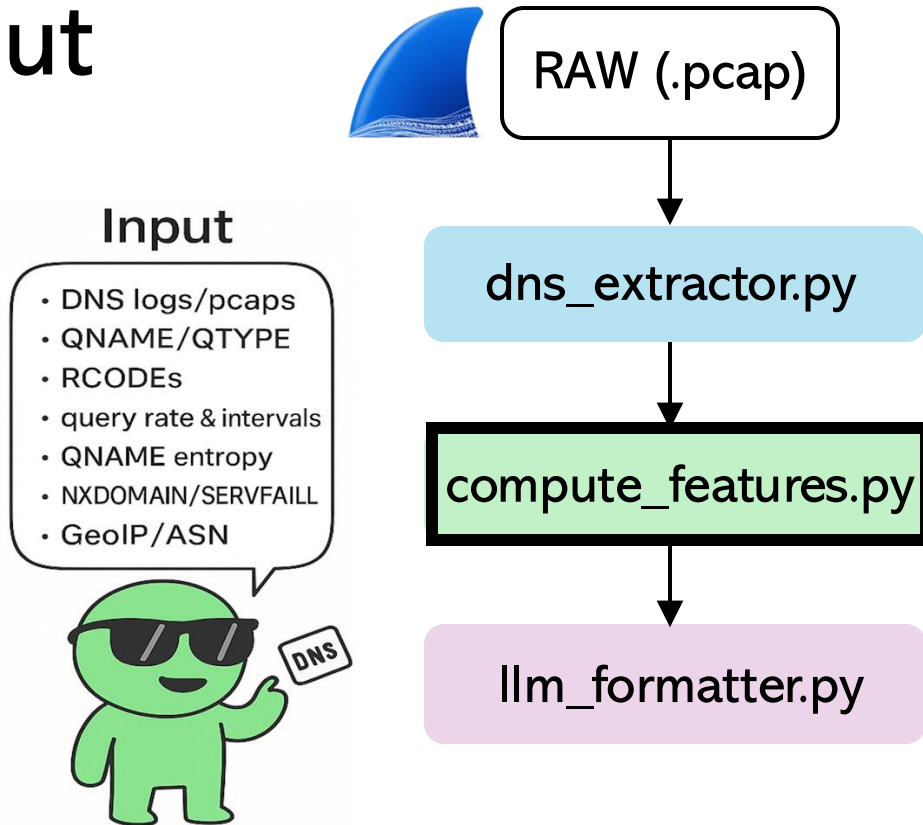 ut
RAW (.pcap)
Input
• DNS logs/pcaps
• QNAME/QTYPE
• RCODEs
• query rate & intervals
• QNAME entropy
• NXDOMAIN/SERVFAILL
• GeoIP/ASN
DNS
dns_extractor.py
compute_features.py
llm_formatter.py